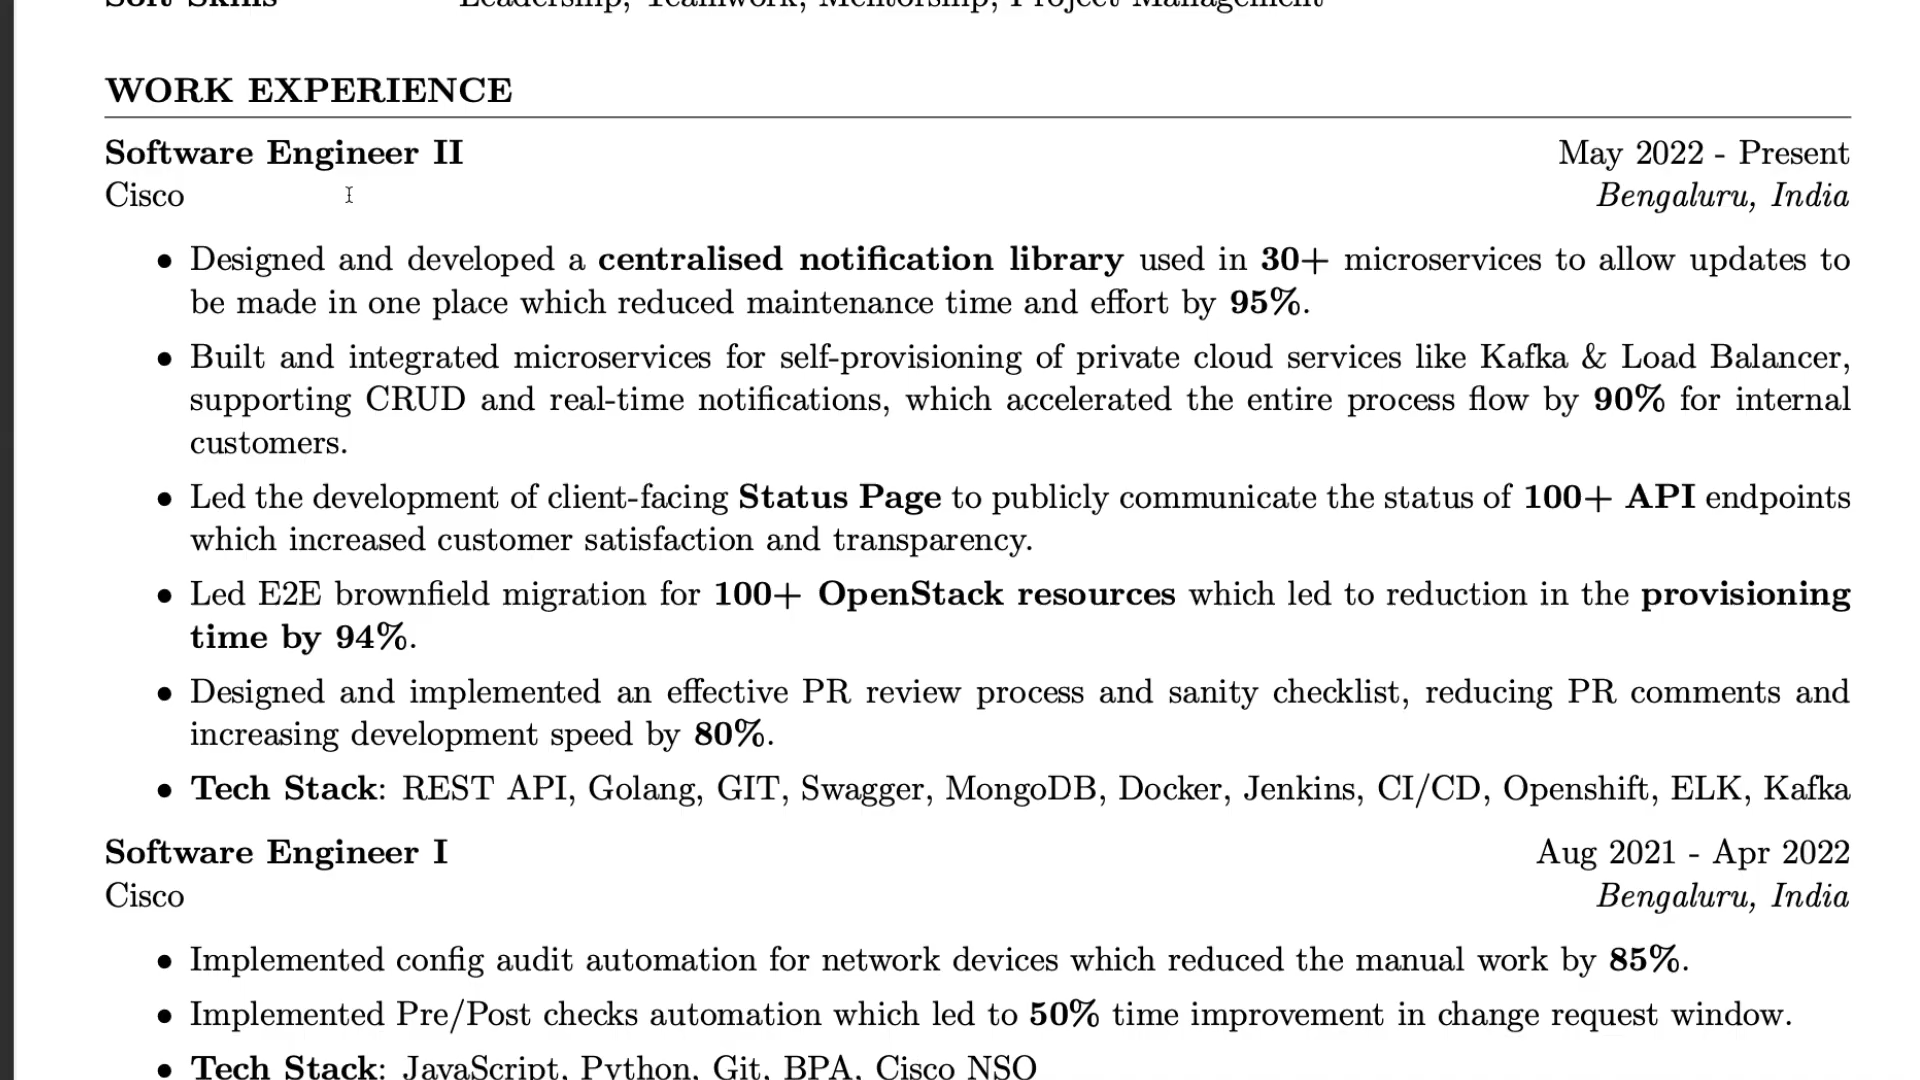 Soft Skills Leadership, Teamwork, Mentorship, Project Management
WORK EXPERIENCE
Software Engineer II May 2022 - Present
Cisco Bengaluru, India
• Designed and developed a centralised notification library used in 30+ microservices to allow updates to
be made in one place which reduced maintenance time and effort by 95%.
• Built and integrated microservices for self-provisioning of private cloud services like Kafka & Load Balancer,
supporting CRUD and real-time notifications, which accelerated the entire process flow by 90% for internal
customers.
• Led the development of client-facing Status Page to publicly communicate the status of 100+ API endpoints
which increased customer satisfaction and transparency.
• Led E2E brownfield migration for 100+ OpenStack resources which led to reduction in the provisioning
time by 94%.
• Designed and implemented an effective PR review process and sanity checklist, reducing PR comments and
increasing development speed by 80%.
• Tech Stack: REST API, Golang, GIT, Swagger, MongoDB, Docker, Jenkins, CI/CD, Openshift, ELK, Kafka
Software Engineer I Aug 2021 - Apr 2022
Cisco Bengaluru, India
• Implemented config audit automation for network devices which reduced the manual work by 85%.
• Implemented Pre/Post checks automation which led to 50% time improvement in change request window.
• Tech Stack: JavaScript, Python, Git, BPA, Cisco NSO